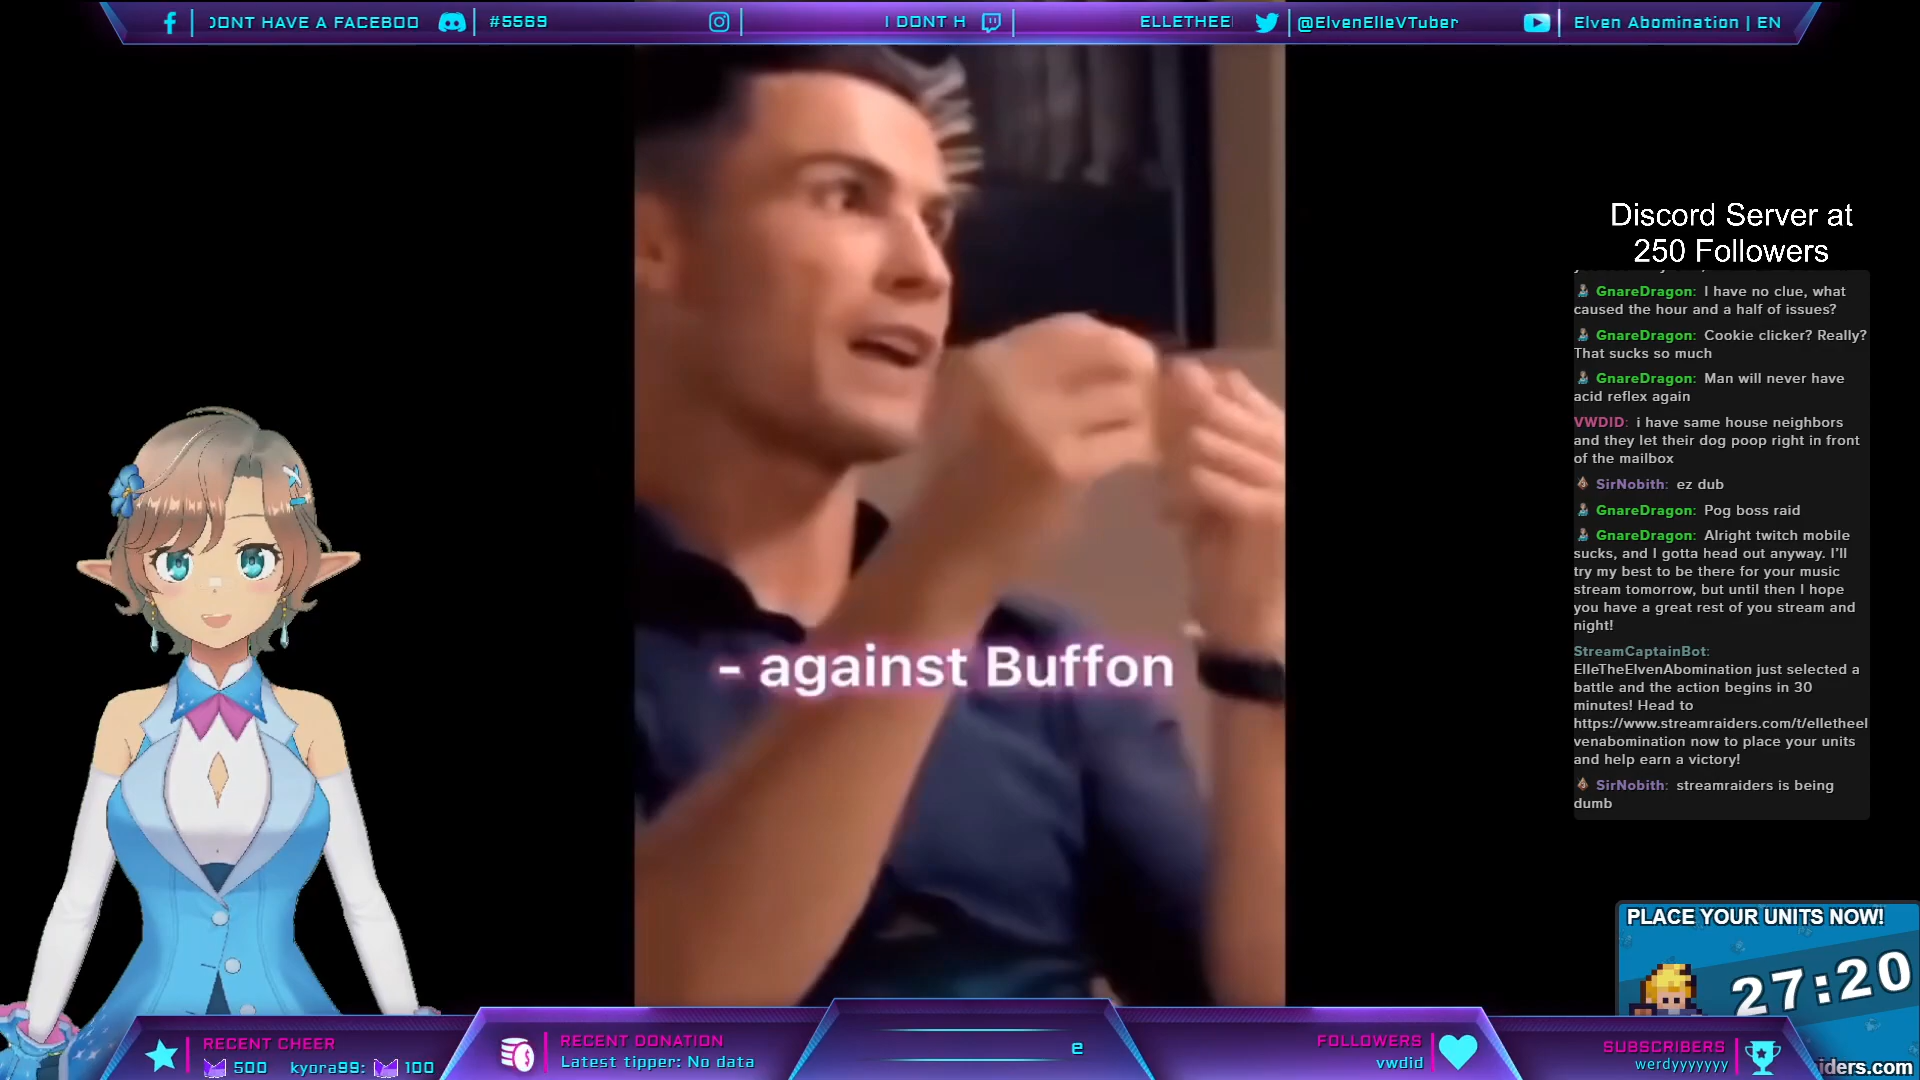 DONT HAVE A FACEBOO
#5569
I DONT H
ELLETHEE
@ElvenElleVTuber
Elven Abomination | EN
- against Buffon
Discord Server at
250 Followers
GnareDragon: I have no clue, what
caused the hour and a half of issues?
GnareDragon: Cookie clicker? Really?
That sucks so much
GnareDragon: Man will never have
acid reflex again
VWDID: i have same house neighbors
and they let their dog poop right in front
of the mailbox
SirNobith: ez dub
GnareDragon: Pog boss raid
GnareDragon: Alright twitch mobile
sucks, and I gotta head out anyway. I'll
try my best to be there for your music
stream tomorrow, but until then I hope
you have a great rest of you stream and
night!
StreamCaptainBot:
ElleTheElvenAbomination just selected a
battle and the action begins in 30
minutes! Head to
https://www.streamraiders.com/t/elletheel
venabomination now to place your units
and help earn a victory!
SirNobith: streamraiders is being
dumb
PLACE YOUR UNITS NOW!
27:20
iders.com
RECENT CHEER
500 kyora99: 100
RECENT DONATION
Latest tipper: No data
e
FOLLOWERS
vwdid
SUBSCRIBERS
werdyyyyyyy